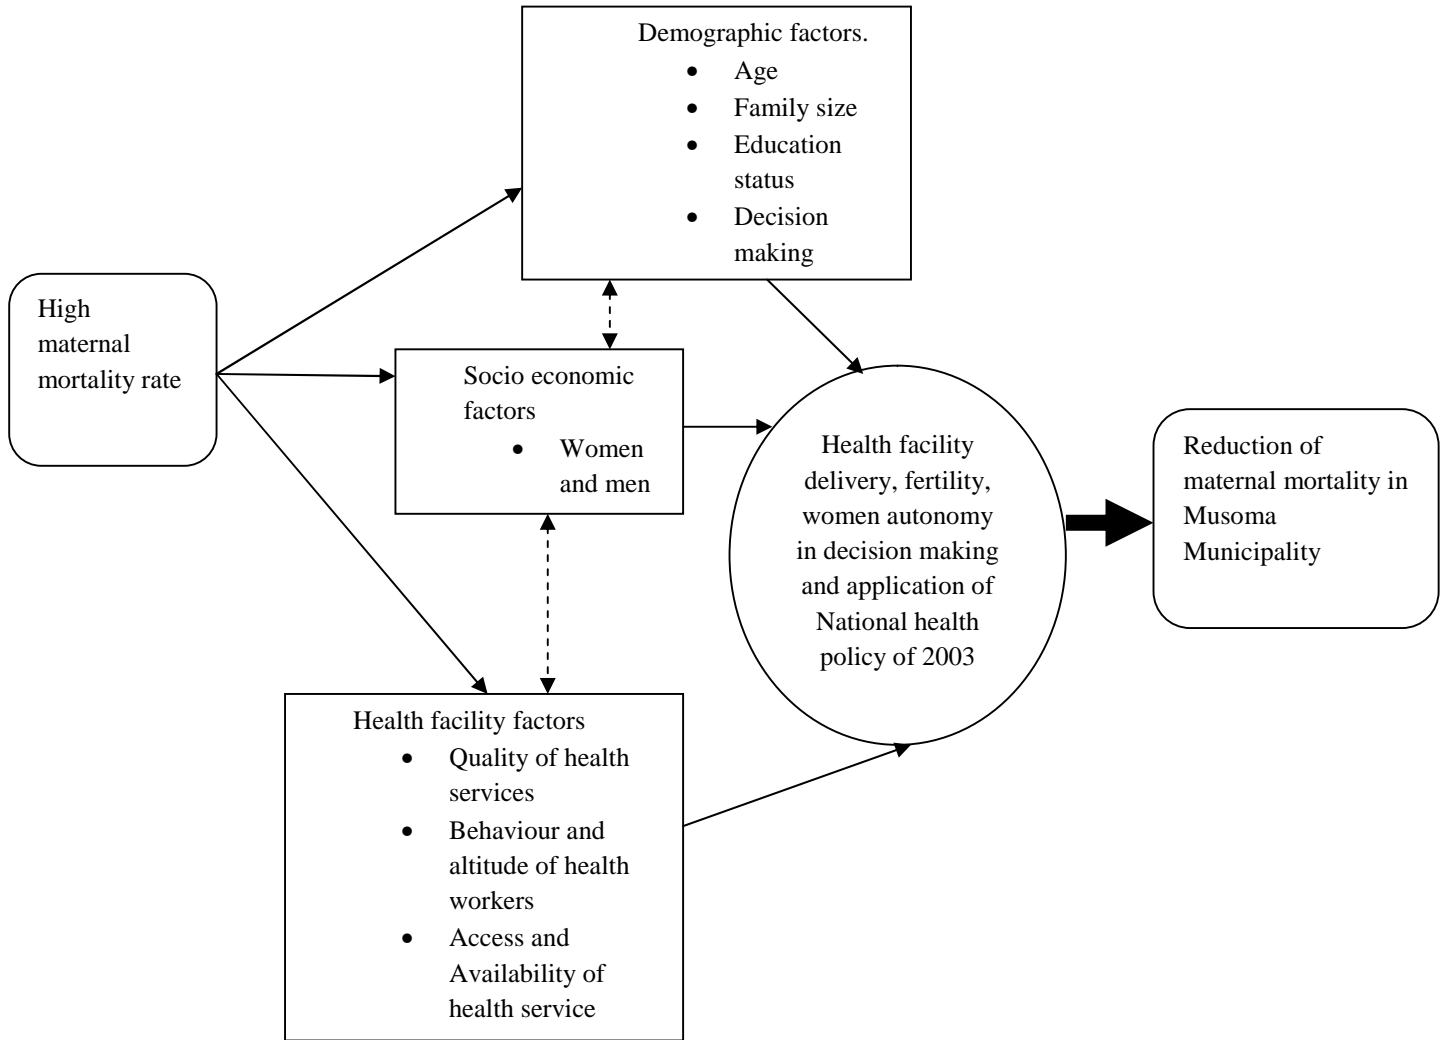 Demographic factors.
• Age
• Family size
• Education
status
• Decision
making
High
maternal
mortality rate
Socio economic
factors
• Women
and men
Health facility
delivery, fertility,
women autonomy
in decision making
and application of
National health
policy of 2003
Reduction of
maternal mortality in
Musoma
Municipality
Health facility factors
• Quality of health
services
• Behaviour and
altitude of health
workers
• Access and
Availability of
health service